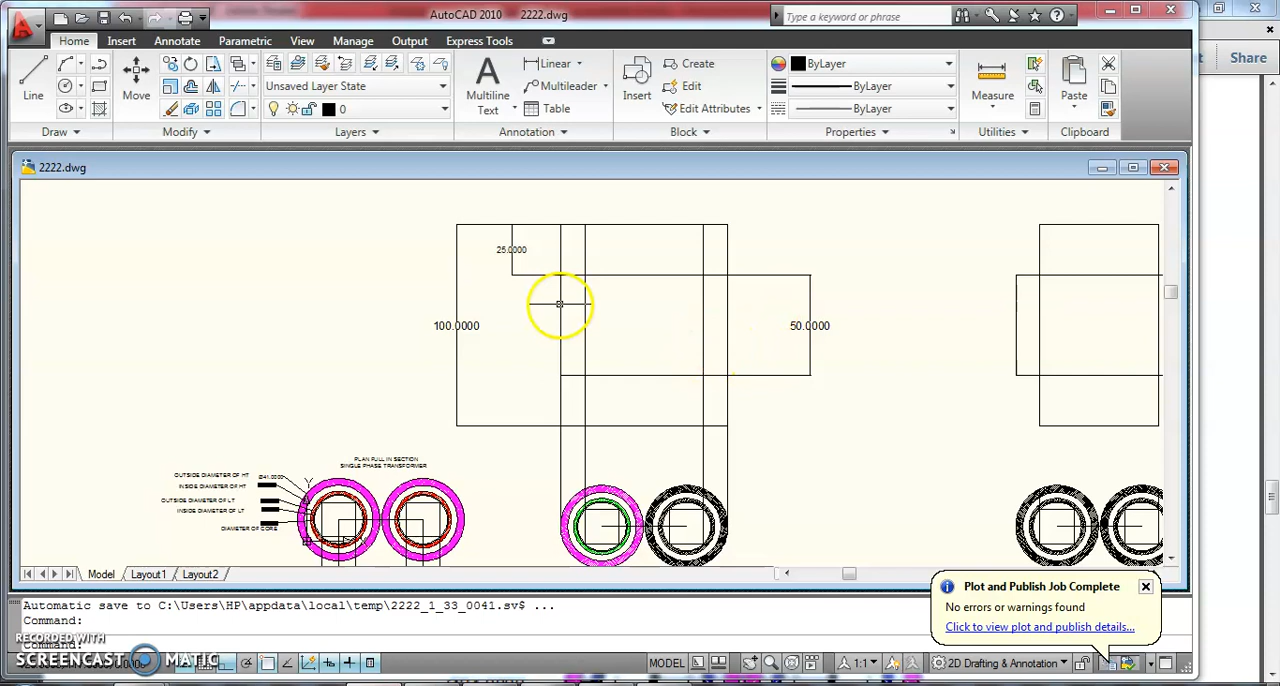 AutoCAD 2010 2222.dwg
Type a keyword or phrase
Home Insert Annotate Parametric View Manage Output Express Tools
Share
Line
Move
Unsaved Layer State
0
Multiline Text
Linear
Multileader
Table
Insert
Create
Edit
Edit Attributes
ByLayer
ByLayer
ByLayer
Measure
Paste
Draw Modify Layers Annotation Block Properties Utilities Clipboard
2222.dwg
25.0000
100.0000
50.0000
PLAN FULL IN SECTION
SINGLE PHASE TRANSFORMER
OUTSIDE DIAMETER OF HT
INSIDE DIAMETER OF HT
OUTSIDE DIAMETER OF LT
INSIDE DIAMETER OF LT
DIAMETER OF CORE
Y
Model Layout1 Layout2
Automatic save to C:\Users\HP\appdata\local\temp\2222_1_33_0041.sv$ ...
Command:
Command:
RECORDED WITH
SCREENCAST MATIC
Plot and Publish Job Complete
No errors or warnings found
Click to view plot and publish details...
MODEL
1:1
2D Drafting & Annotation